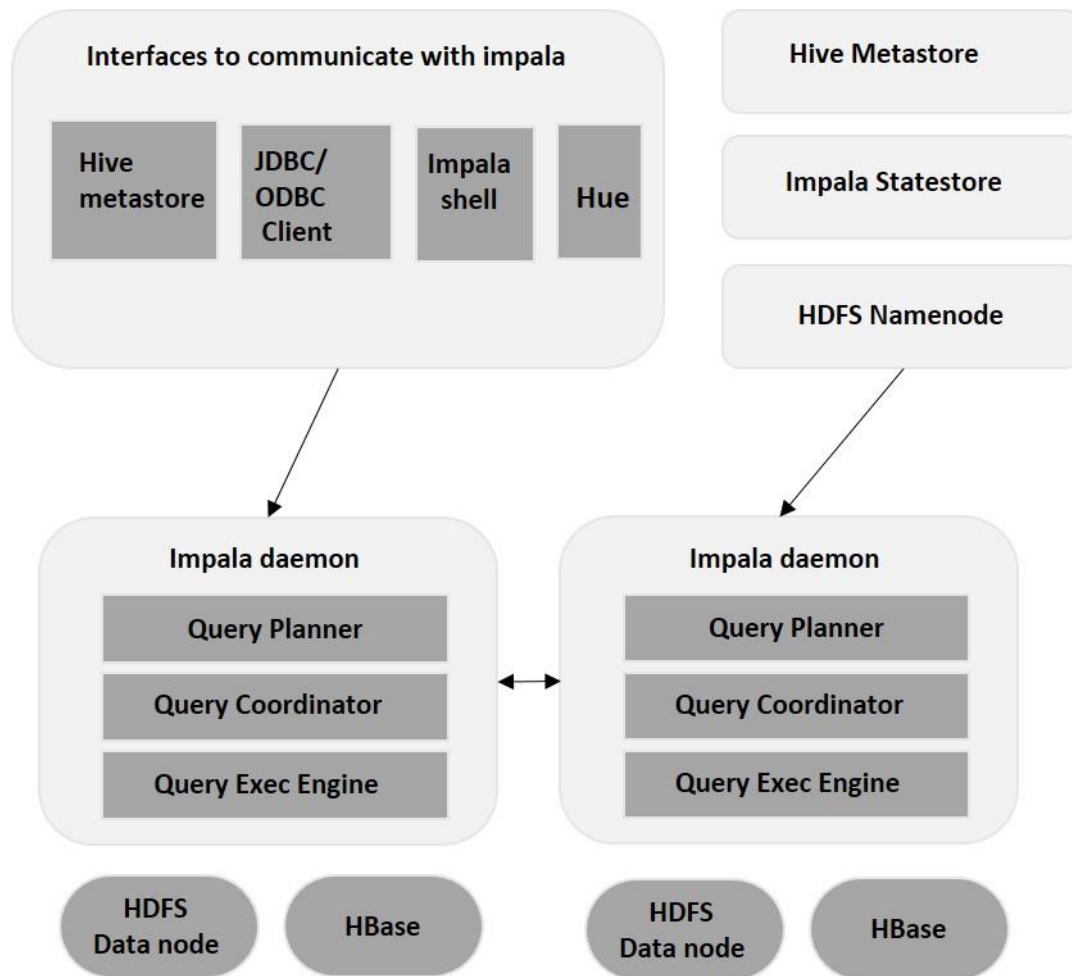 Interfaces to communicate with impala
Hive
metastore
JDBC/
ODBC
Client
Impala
shell
Hue
Hive Metastore
Impala Statestore
HDFS Namenode
Impala daemon
Query Planner
Query Coordinator
Query Exec Engine
HDFS
Data node
HBase
Impala daemon
Query Planner
Query Coordinator
Query Exec Engine
HDFS
Data node
HBase